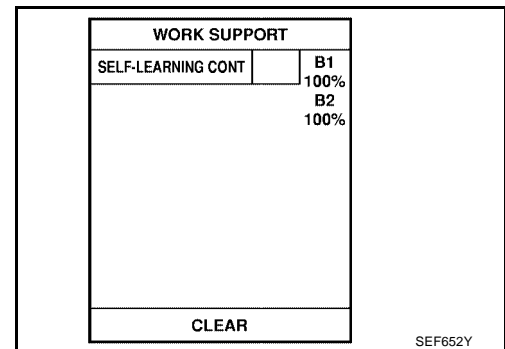 WORK SUPPORT
SELF-LEARNING CONT
B1
100%
B2
100%
CLEAR
SEF652Y